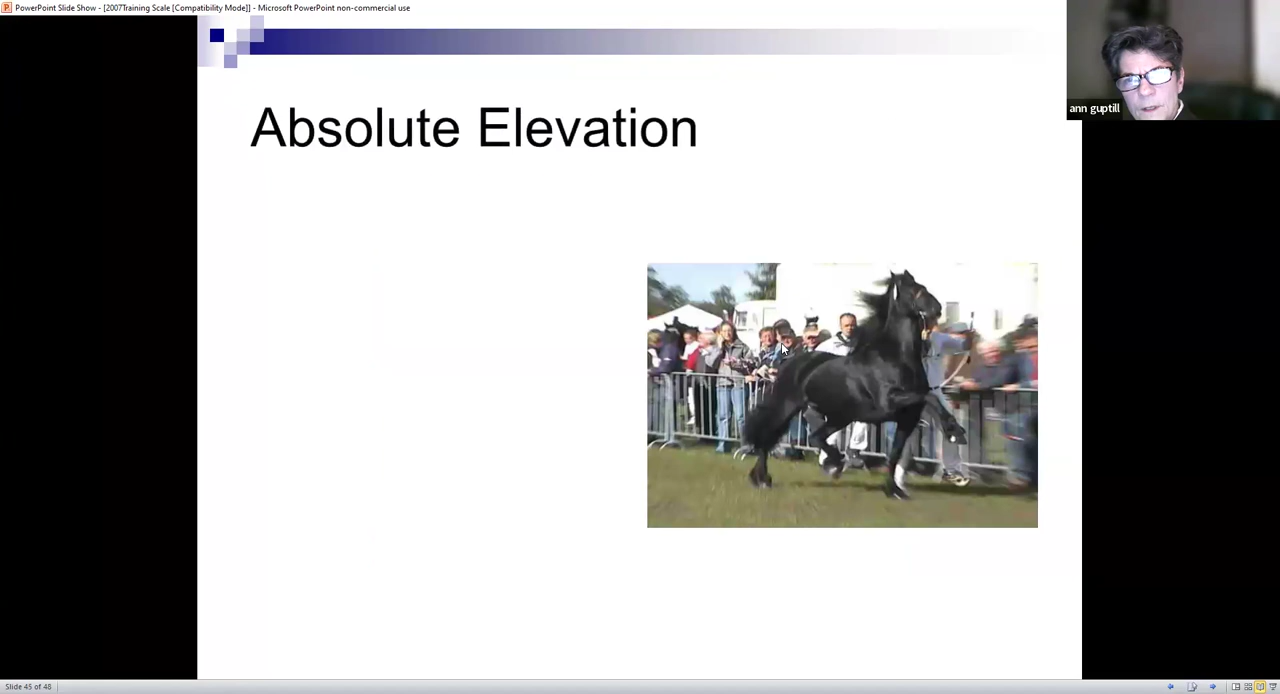 PowerPoint Slide Show - [2007Training Scale [Compatibility Mode]] - Microsoft PowerPoint non-commercial use
ann guptill
Absolute Elevation
Slide 45 of 48